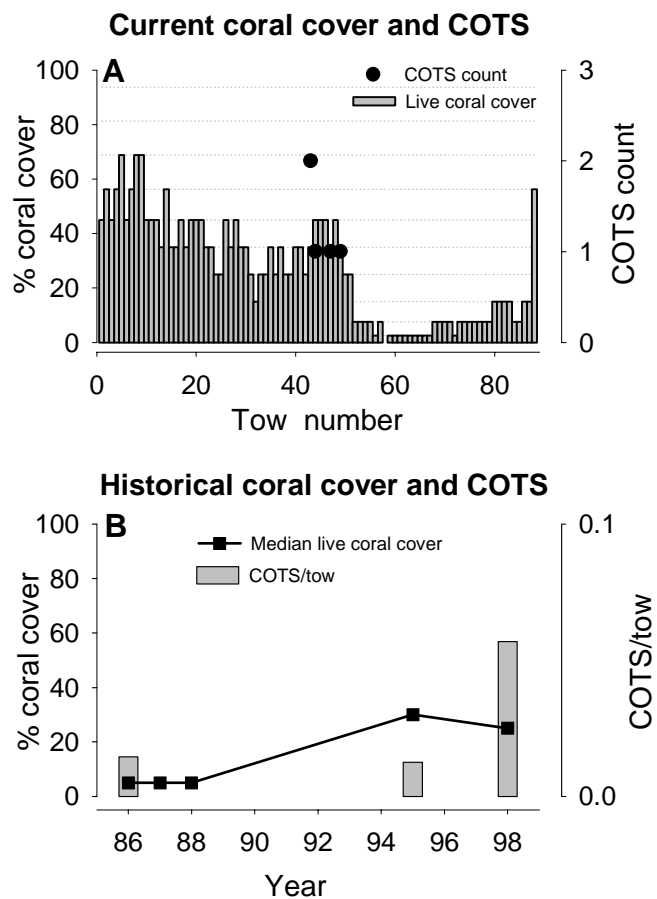 Current coral cover and COTS
A
COTS count
Live coral cover
% coral cover
100
80
60
40
20
0
3
2
1
0
COTS count
0 20 40 60 80
Tow number
Historical coral cover and COTS
B
Median live coral cover
COTS/tow
% coral cover
100
80
60
40
20
0
0.1
0.0
COTS/tow
86 88 90 92 94 96 98
Year